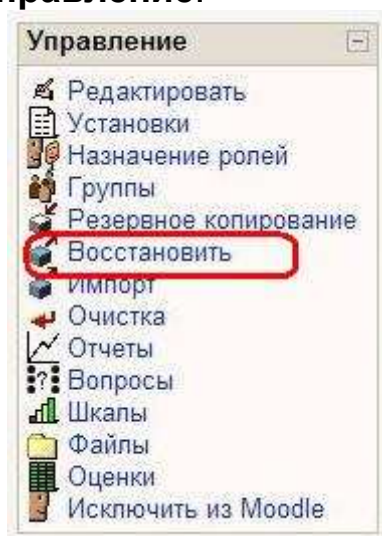 правление.
Управление
Редактировать
Установки
Назначение ролей
Группы
Резервное копирование
Восстановить
Импорт
Очистка
Отчеты
Вопросы
Шкалы
Файлы
Оценки
Исключить из Moodle